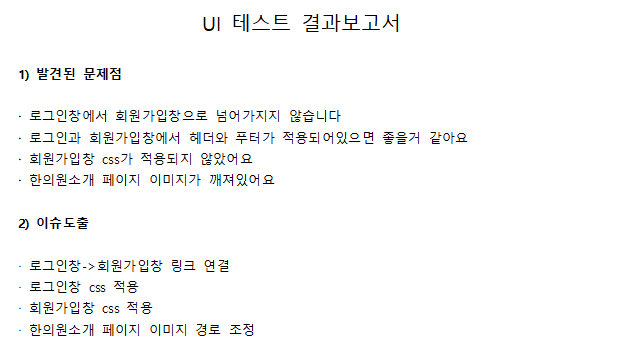 UI 테스트 결과보고서
1) 발견된 문제점
· 로그인창에서 회원가입창으로 넘어가지지 않습니다
· 로그인과 회원가입창에서 헤더와 푸터가 적용되어있으면 좋을거 같아요
· 회원가입창 css가 적용되지 않았어요
· 한의원소개 페이지 이미지가 깨져있어요
2) 이슈도출
· 로그인창->회원가입창 링크 연결
· 로그인창 css 적용
· 회원가입창 css 적용
· 한의원소개 페이지 이미지 경로 조정